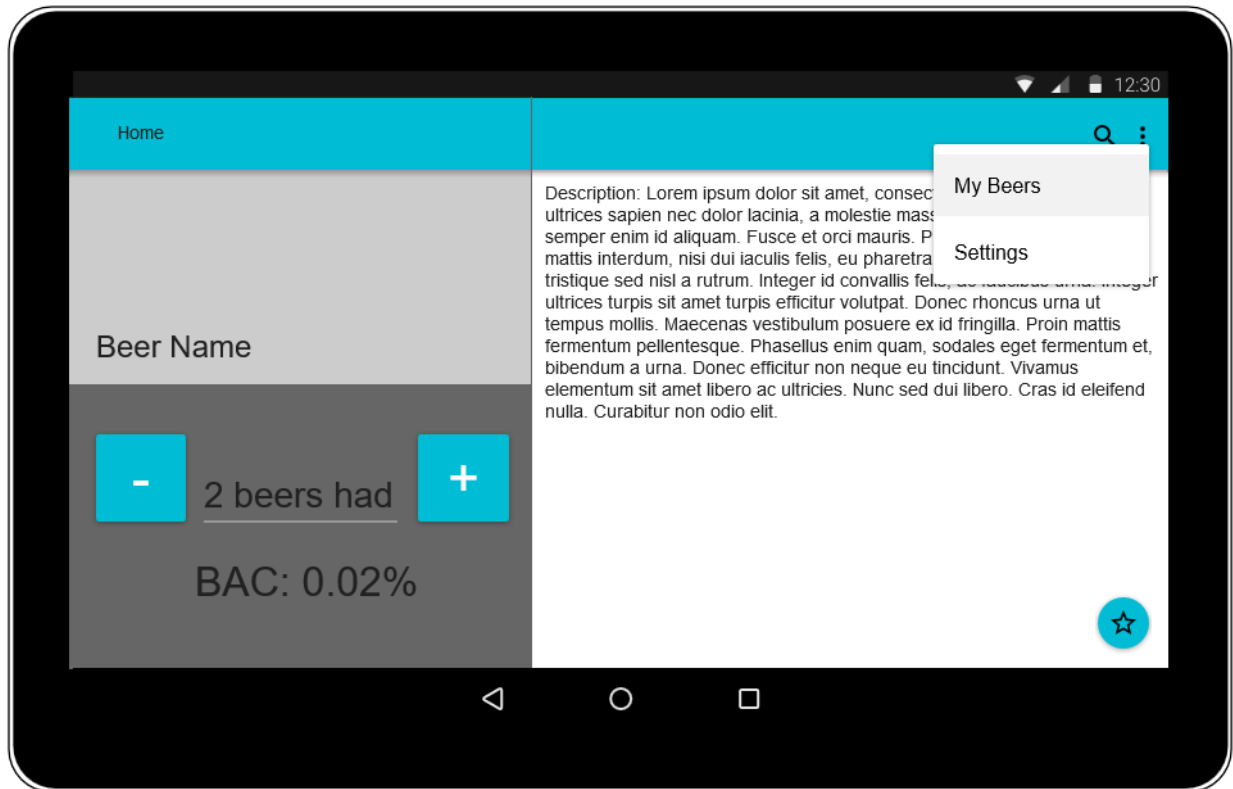 12:30
Home
My Beers
Settings
Beer Name
-
2 beers had
+
BAC: 0.02%
Description: Lorem ipsum dolor sit amet,
ultrices sapien nec dolor lacinia, a molestie
semper enim id aliquam. Fusce et orci mauris.
mattis interdum, nisi dui iaculis felis, eu pharetra
tristique sed nisl a rutrum. Integer id convallis Integer
ultrices turpis sit amet turpis efficitur volutpat. Donec rhoncus urna ut
tempus mollis. Maecenas vestibulum posuere ex id fringilla. Proin mattis
fermentum pellentesque. Phasellus enim quam, sodales eget fermentum et,
bibendum a urna. Donec efficitur non neque eu tincidunt. Vivamus
elementum sit amet libero ac ultricies. Nunc sed dui libero. Cras id eleifend
nulla. Curabitur non odio elit.